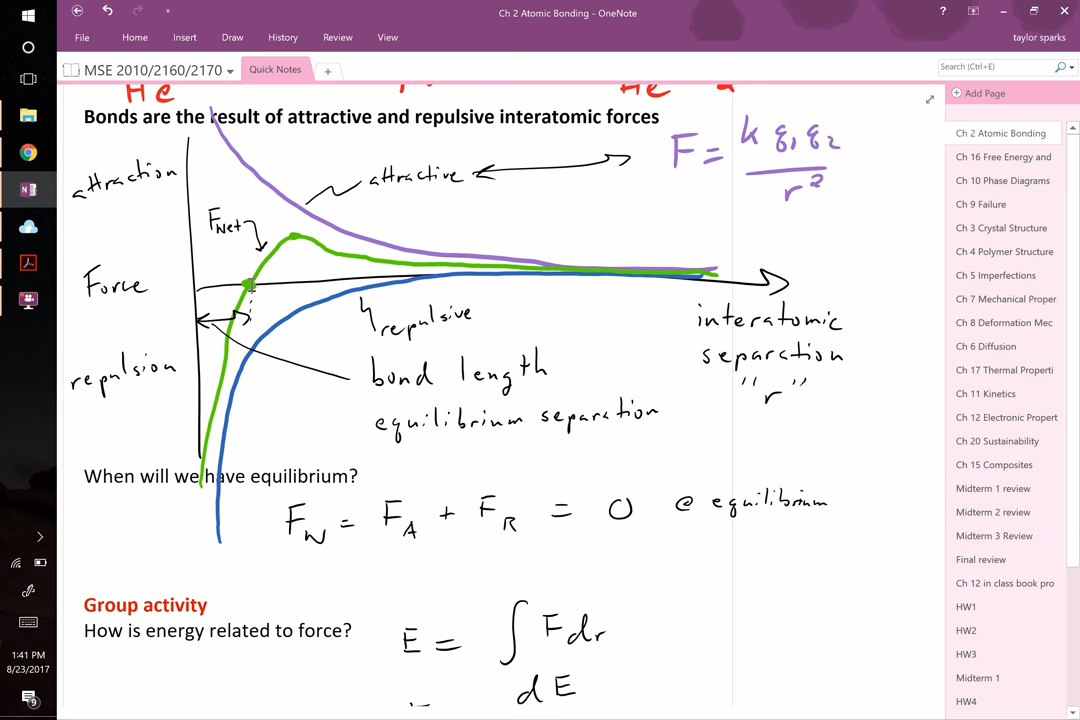 Ch 2 Atomic Bonding - OneNote
?
File Home Insert Draw History Review View
taylor sparks
MSE 2010/2160/2170
Quick Notes
+
Search (Ctrl+E)
He
He
Bonds are the result of attractive and repulsive interatomic forces
attraction
attractive
F = k q₁ q₂ / r²
FNet
Force
repulsive
interatomic
separation
"r"
repulsion
bond length
equilibrium separation
When will we have equilibrium?
FN = FA + FR = 0 @ equilibrium
Group activity
How is energy related to force?
E = ∫ F dr
dE
Add Page
Ch 2 Atomic Bonding
Ch 16 Free Energy and
Ch 10 Phase Diagrams
Ch 9 Failure
Ch 3 Crystal Structure
Ch 4 Polymer Structure
Ch 5 Imperfections
Ch 7 Mechanical Proper
Ch 8 Deformation Mec
Ch 6 Diffusion
Ch 17 Thermal Properti
Ch 11 Kinetics
Ch 12 Electronic Propert
Ch 20 Sustainability
Ch 15 Composites
Midterm 1 review
Midterm 2 review
Midterm 3 Review
Final review
Ch 12 in class book pro
HW1
HW2
HW3
Midterm 1
HW4
1:41 PM
8/23/2017
9